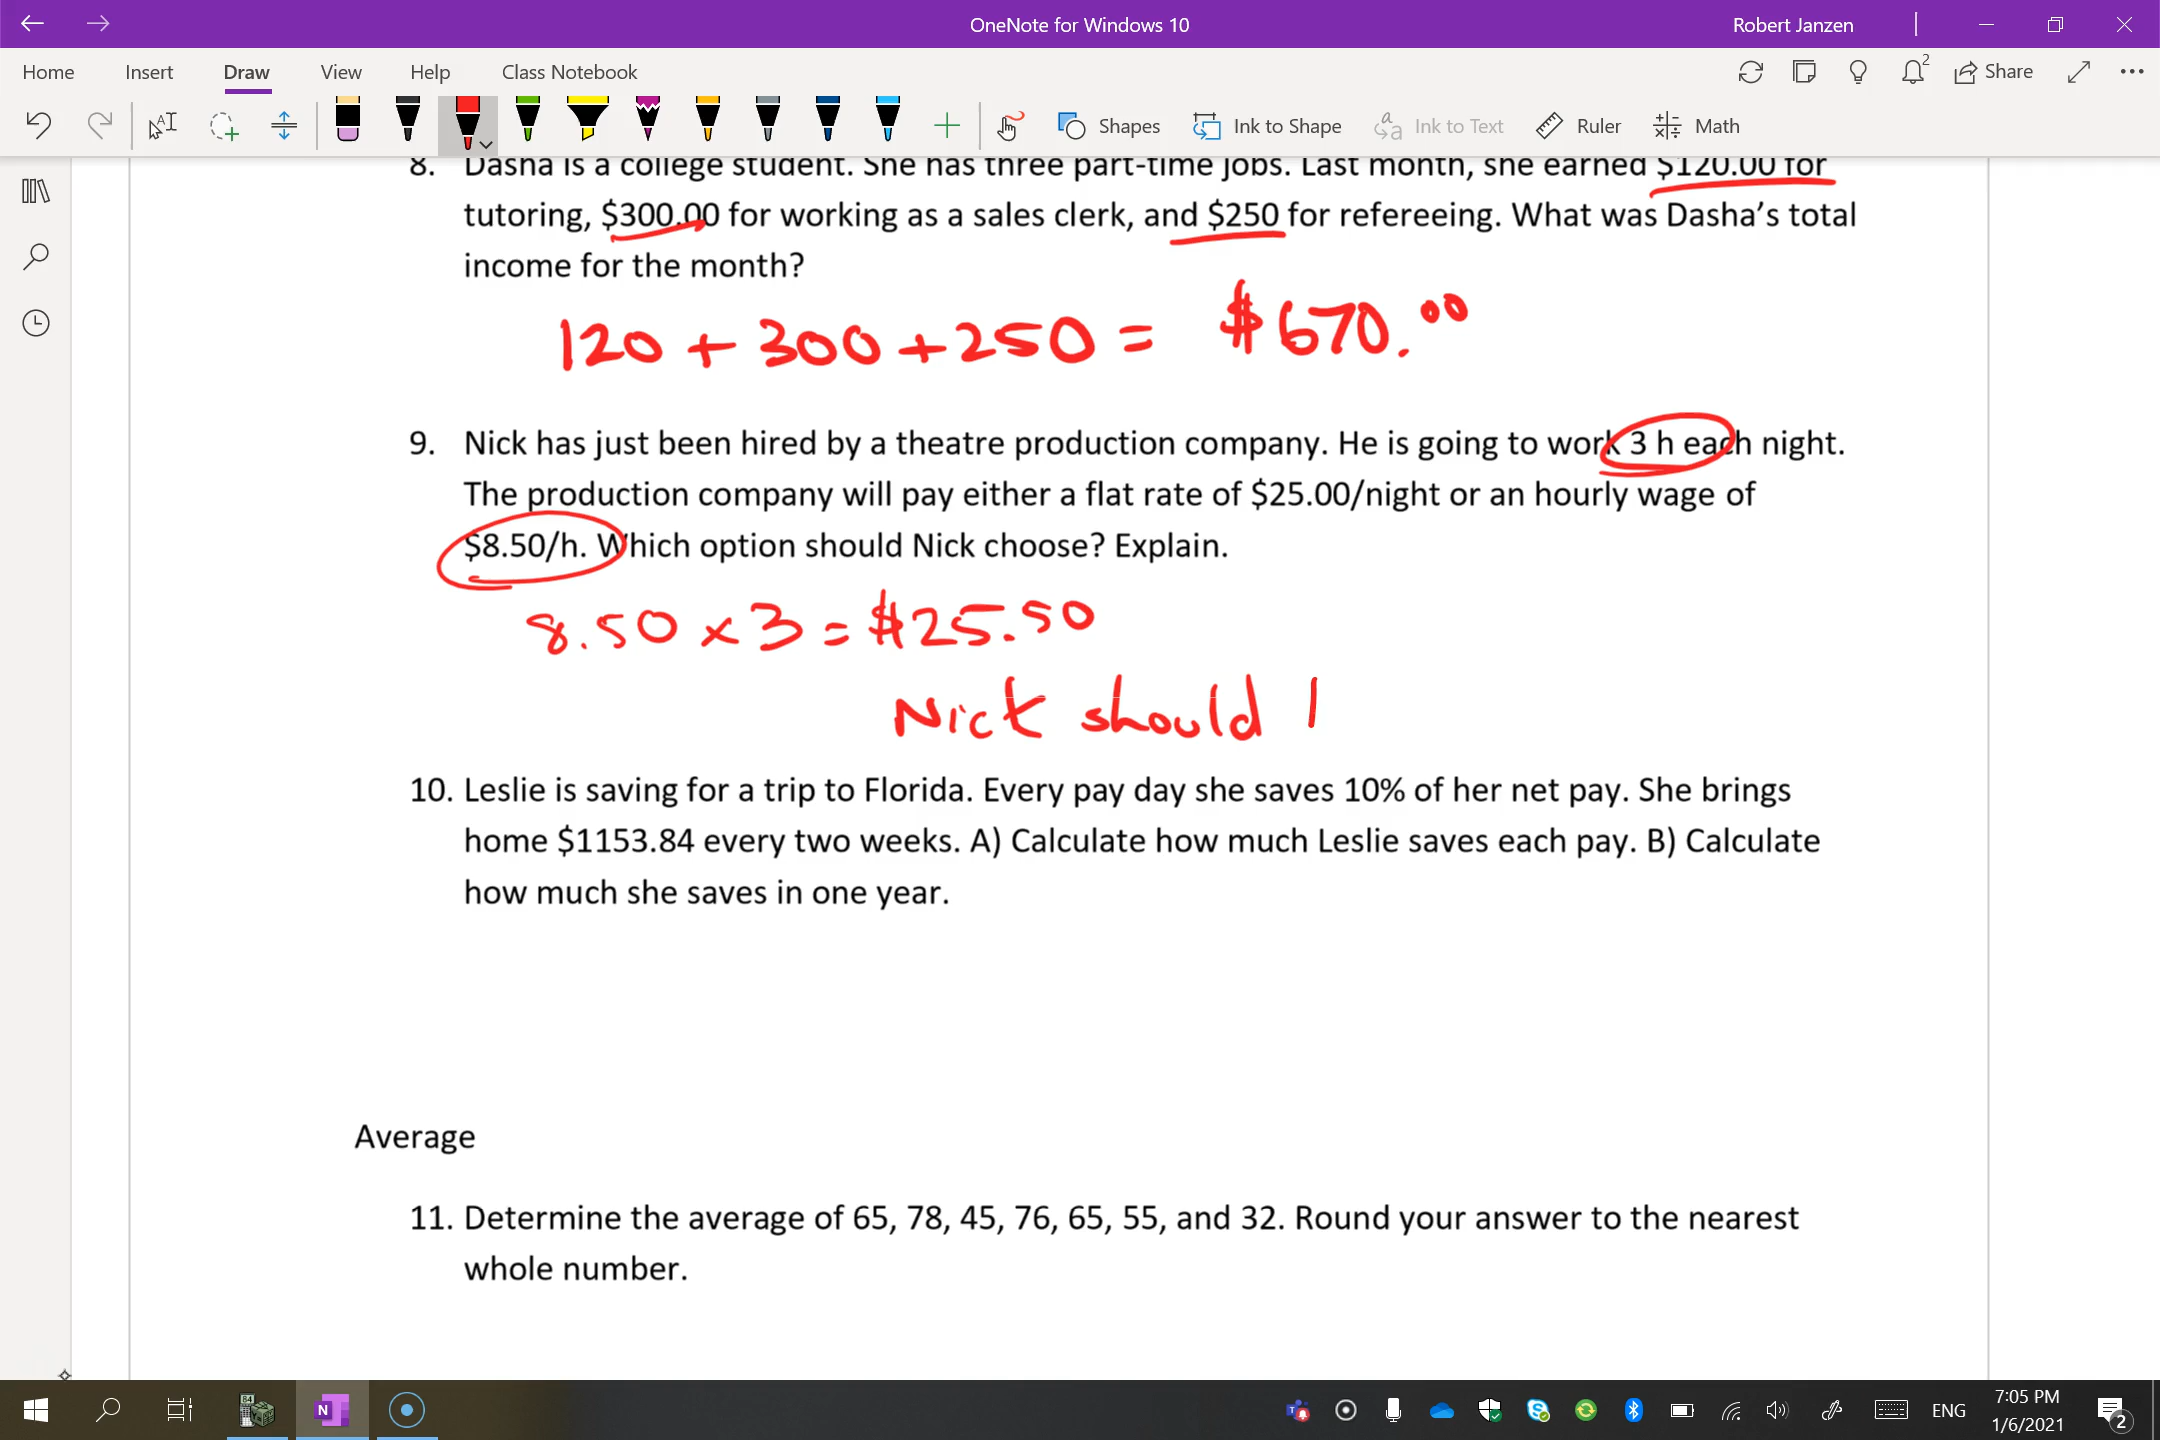 OneNote for Windows 10
Robert Janzen
Home Insert Draw View Help Class Notebook
2 Share
Shapes Ink to Shape Ink to Text Ruler Math
8. Dasha is a college student. She has three part-time jobs. Last month, she earned $120.00 for
tutoring, $300.00 for working as a sales clerk, and $250 for refereeing. What was Dasha’s total
income for the month?
120 + 300 + 250 = $670.00
9. Nick has just been hired by a theatre production company. He is going to work 3 h each night.
The production company will pay either a flat rate of $25.00/night or an hourly wage of
$8.50/h. Which option should Nick choose? Explain.
8.50 x 3 = $25.50
Nick should
10. Leslie is saving for a trip to Florida. Every pay day she saves 10% of her net pay. She brings
home $1153.84 every two weeks. A) Calculate how much Leslie saves each pay. B) Calculate
how much she saves in one year.
Average
11. Determine the average of 65, 78, 45, 76, 65, 55, and 32. Round your answer to the nearest
whole number.
ENG
7:05 PM
1/6/2021
2